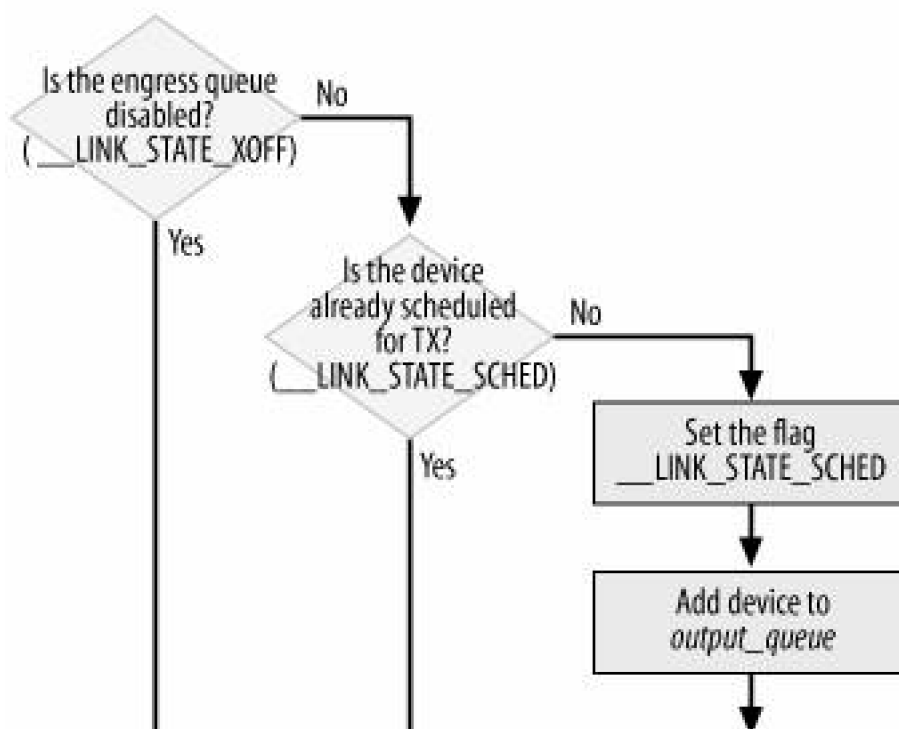 Is the engress queue
disabled?
( __LINK_STATE_XOFF)
No
Yes
Is the device
already scheduled
for TX?
(__LINK_STATE_SCHED)
No
Yes
Set the flag
__LINK_STATE_SCHED
Add device to
output_queue